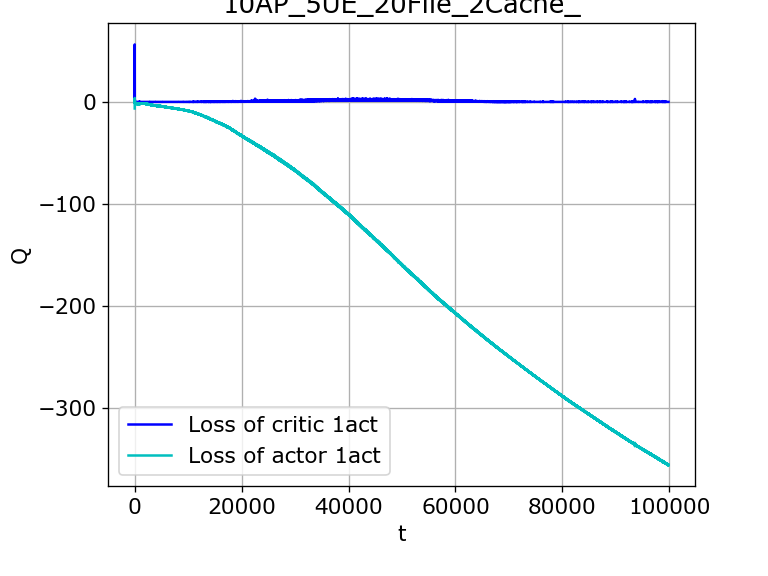 10AP_5UE_20File_2Cache_
0
−100
−200
−300
Q
Loss of critic 1act
Loss of actor 1act
0 20000 40000 60000 80000 100000
t